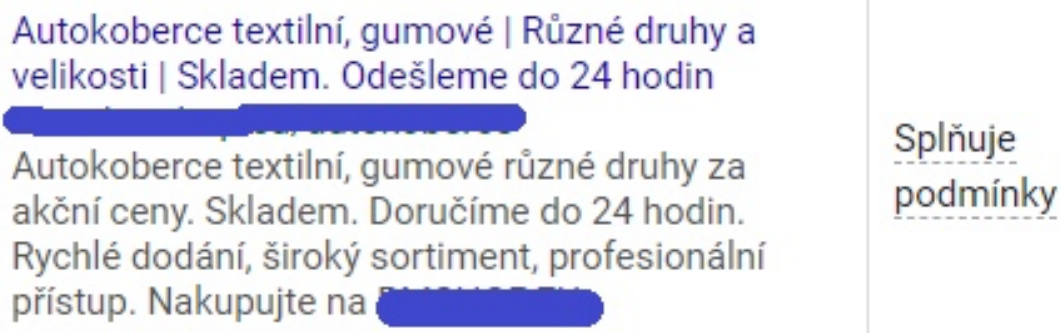 Autokoberce textilní, gumové | Různé druhy a
velikosti | Skladem. Odešleme do 24 hodin
Autokoberce textilní, gumové různé druhy za
akční ceny. Skladem. Doručíme do 24 hodin.
Rychlé dodání, široký sortiment, profesionální
přístup. Nakupujte na
Splňuje
podmínky